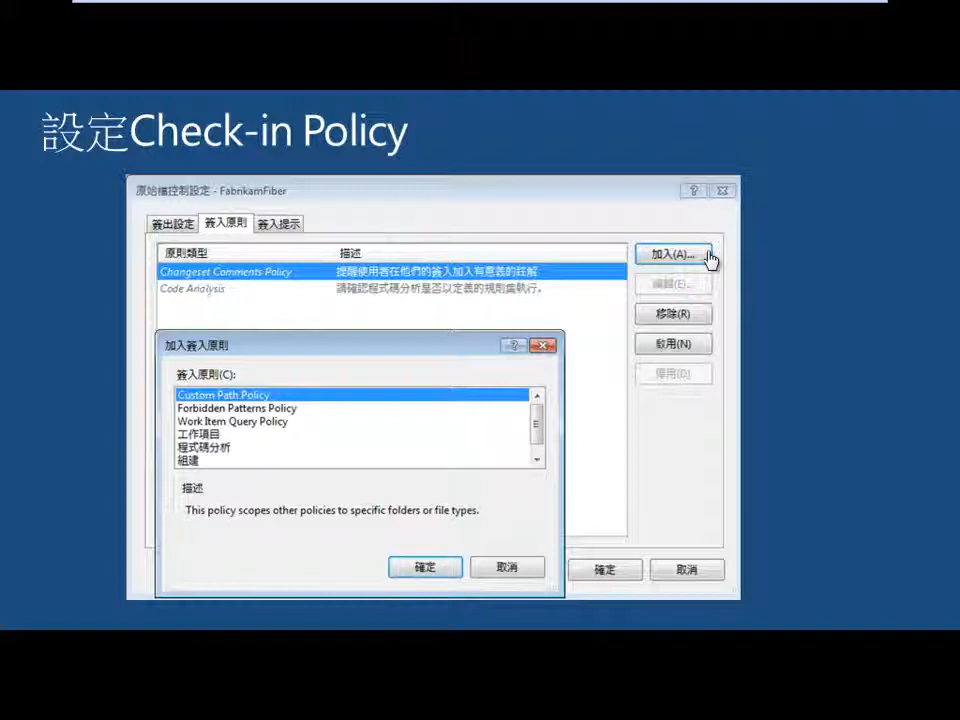 設定Check-in Policy
原始檔控制設定 - FabrikamFiber
簽出設定 簽入原則 簽入提示
原則類型 描述
Changeset Comments Policy 提醒使用者在他們的簽入加入有意義的註解
Code Analysis 請確認程式碼分析是否以定義的規則集執行。
加入(A)...
編輯(E)...
移除(R)
啟用(N)
停用(D)
加入簽入原則
簽入原則(C):
Custom Path Policy
Forbidden Patterns Policy
Work Item Query Policy
工作項目
程式碼分析
組建
描述
This policy scopes other policies to specific folders or file types.
確定 取消
確定 取消